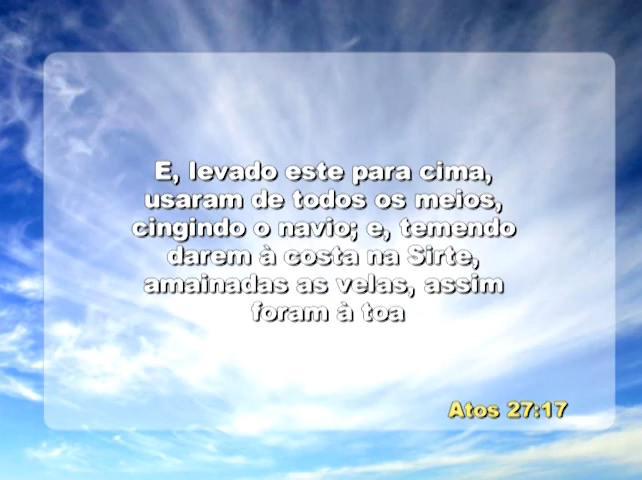 E, levado este para cima,
usaram de todos os meios,
cingindo o navio; e, temendo
darem à costa na Sirte,
amainadas as velas, assim
foram à toa
Atos 27:17